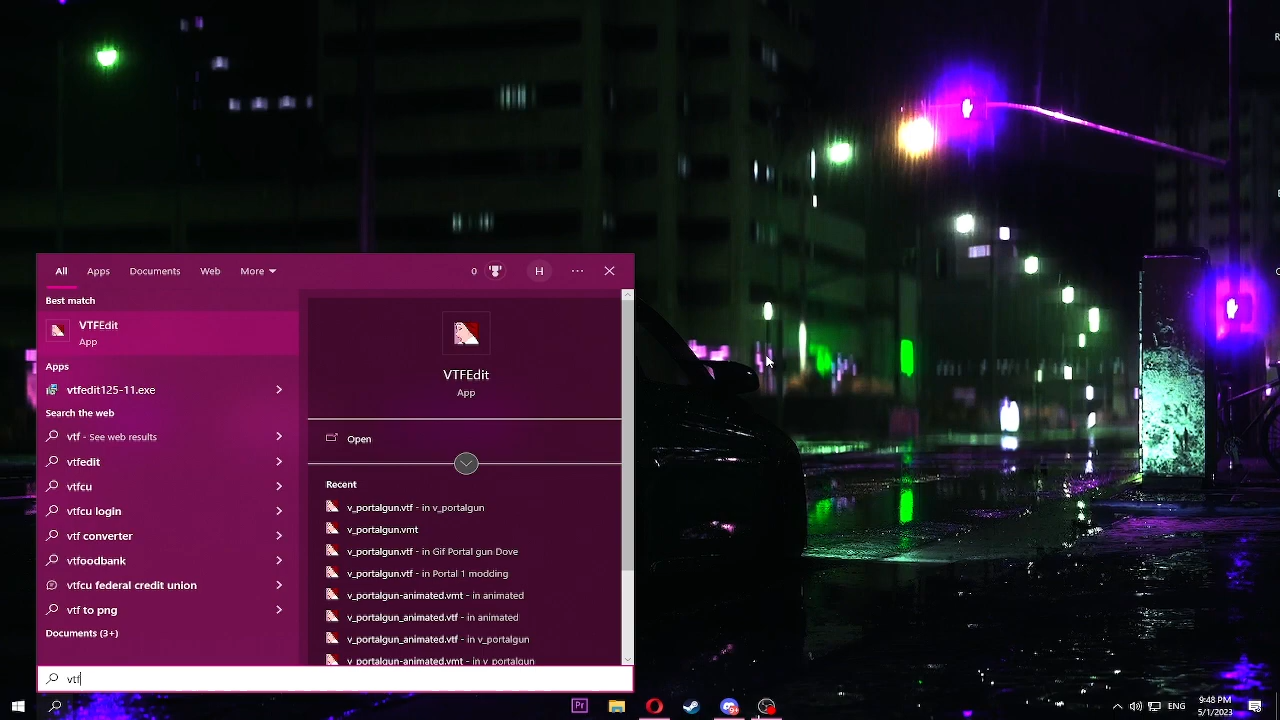 All
Apps
Documents
Web
More
0
H
Best match
VTFEdit
App
Apps
vtfedit125-11.exe
Search the web
vtf - See web results
vtfedit
vtfcu
vtfcu login
vtf converter
vtfoodbank
vtfcu federal credit union
vtf to png
Documents (3+)
VTFEdit
App
Open
Recent
v_portalgun.vtf - in v_portalgun
v_portalgun.vmt
v_portalgun.vtf - in Gif Portal gun Dove
v_portalgun.vtf - in Portal 1 modding
v_portalgun-animated.vmt - in animated
v_portalgun_animated.vtf - in animated
v_portalgun_animated.vtf - in v_portalgun
v_portalgun-animated.vmt - in v_portalgun
vtf
Pr
ENG
9:48 PM
5/1/2023